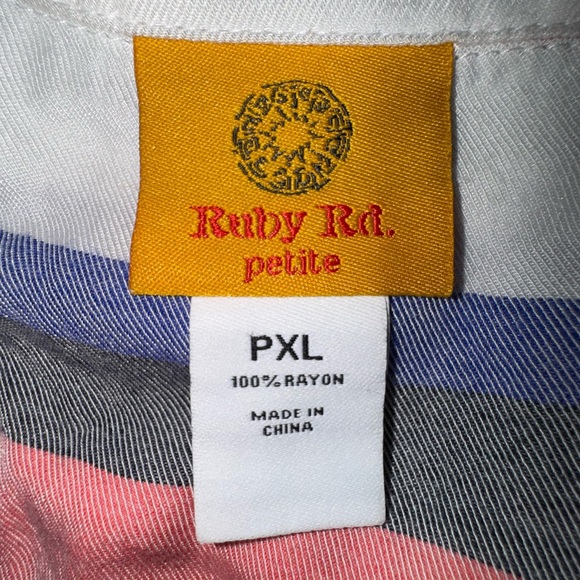 Ruby Rd.
petite
PXL
100% RAYON
MADE IN
CHINA